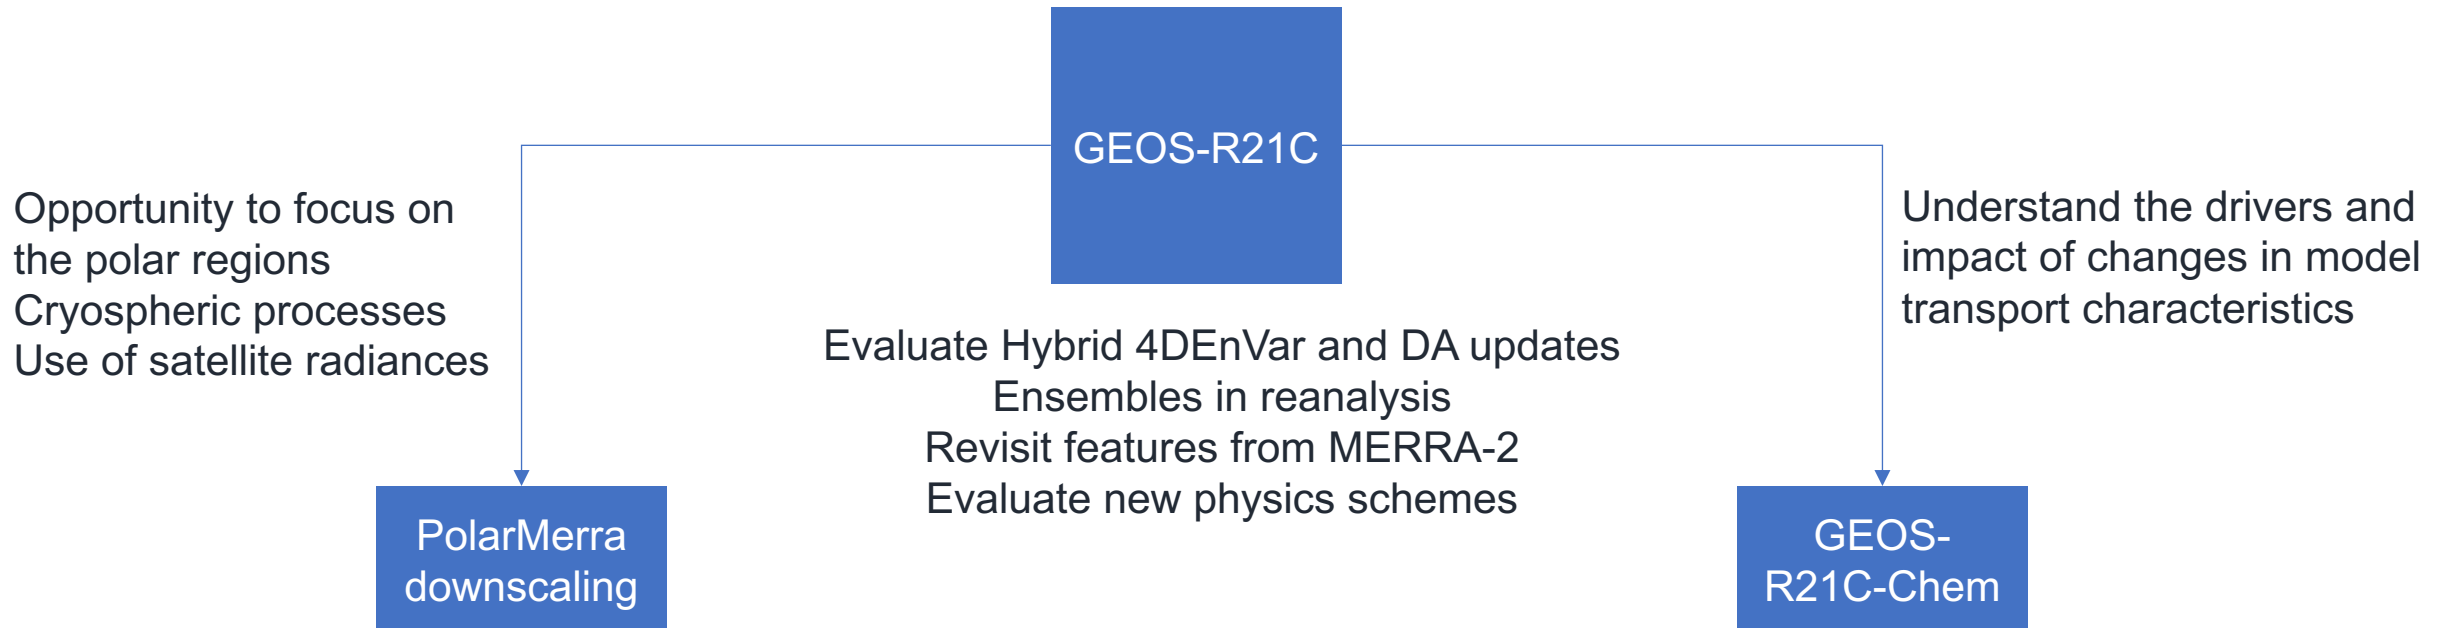 GEOS-R21C
Opportunity to focus on
the polar regions
Cryospheric processes
Use of satellite radiances
Understand the drivers and
impact of changes in model
transport characteristics
Evaluate Hybrid 4DEnVar and DA updates
Ensembles in reanalysis
Revisit features from MERRA-2
Evaluate new physics schemes
PolarMerra
downscaling
GEOS-
R21C-Chem